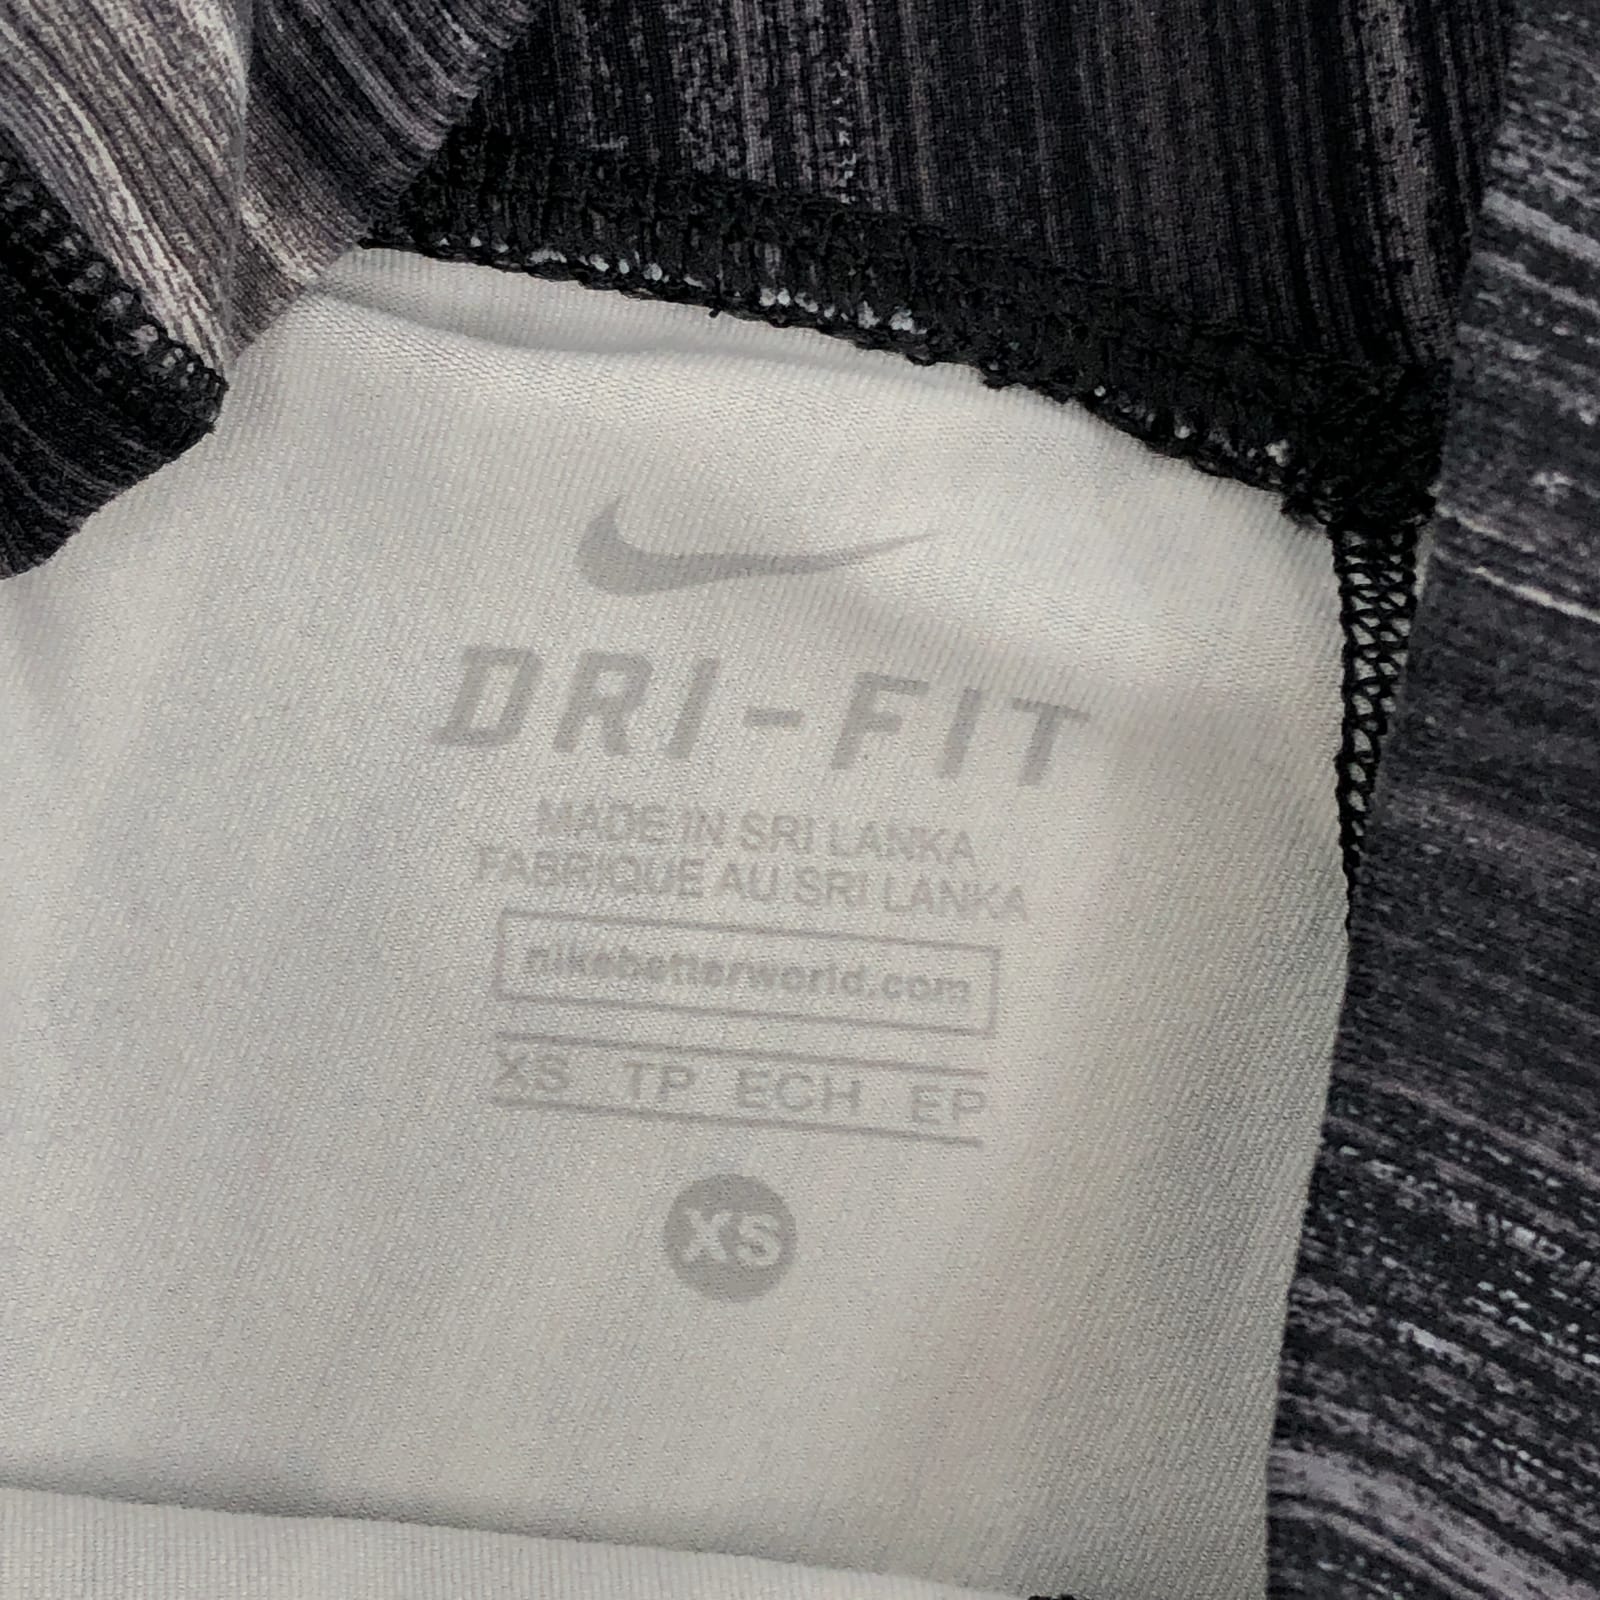 DRI-FIT
MADE IN SRI LANKA
FABRIQUE AU SRI LANKA
nikebetterworld.com
XS TP ECH EP
XS